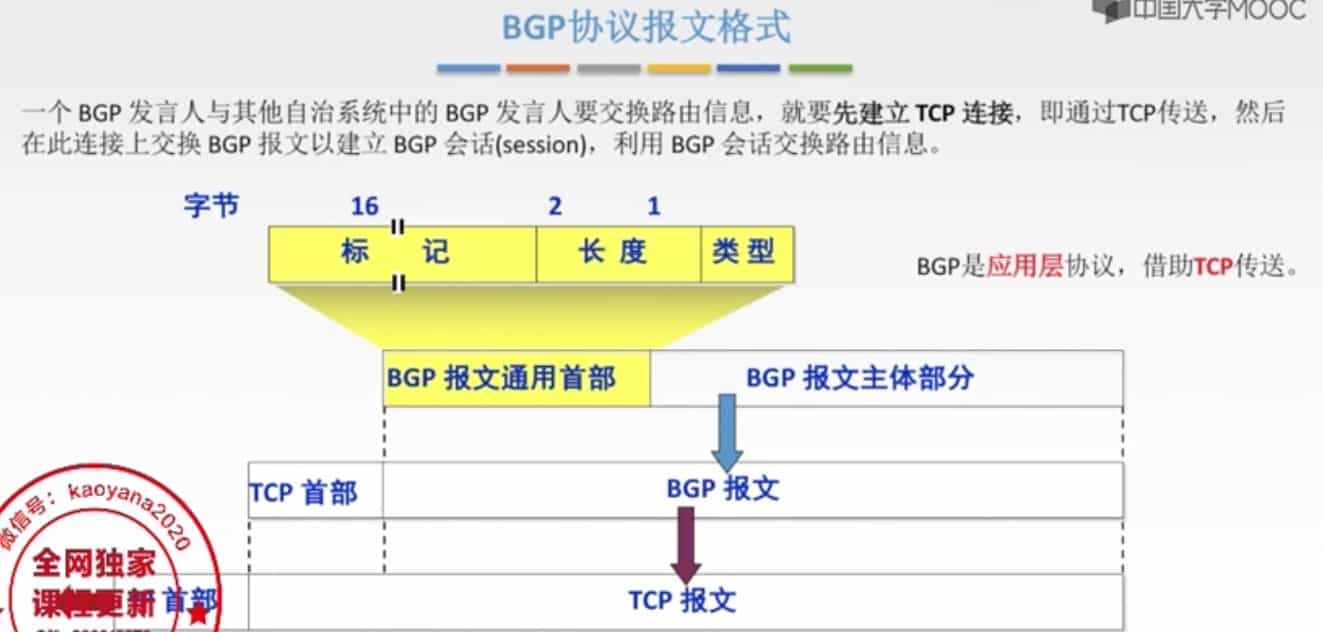 中国大学MOOC
BGP协议报文格式
一个 BGP 发言人与其他自治系统中的 BGP 发言人要交换路由信息，就要先建立 TCP 连接，即通过TCP传送，然后
在此连接上交换 BGP 报文以建立 BGP 会话(session)，利用 BGP 会话交换路由信息。
字节 16 2 1
标 记 长 度 类 型
BGP是应用层协议，借助TCP传送。
BGP 报文通用首部 BGP 报文主体部分
TCP 首部 BGP 报文
首部 TCP 报文
微信号：kaoyana2020
全网独家
课程更新